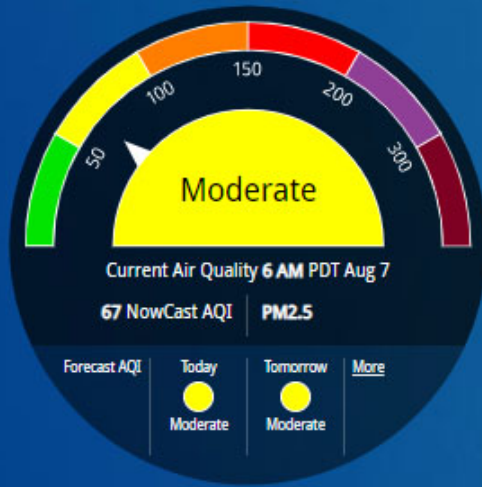 150
100
200
50
300
Moderate
Current Air Quality 6 AM PDT Aug 7
67 NowCast AQI PM2.5
Forecast AQI Today Tomorrow More
Moderate Moderate